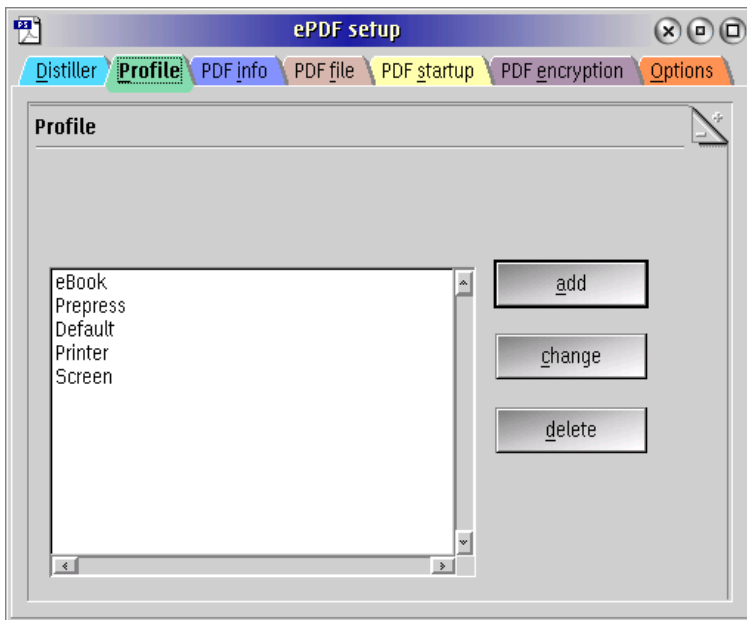 PS
ePDF setup
Distiller Profile PDF info PDF file PDF startup PDF encryption Options
Profile
eBook
Prepress
Default
Printer
Screen
add
change
delete